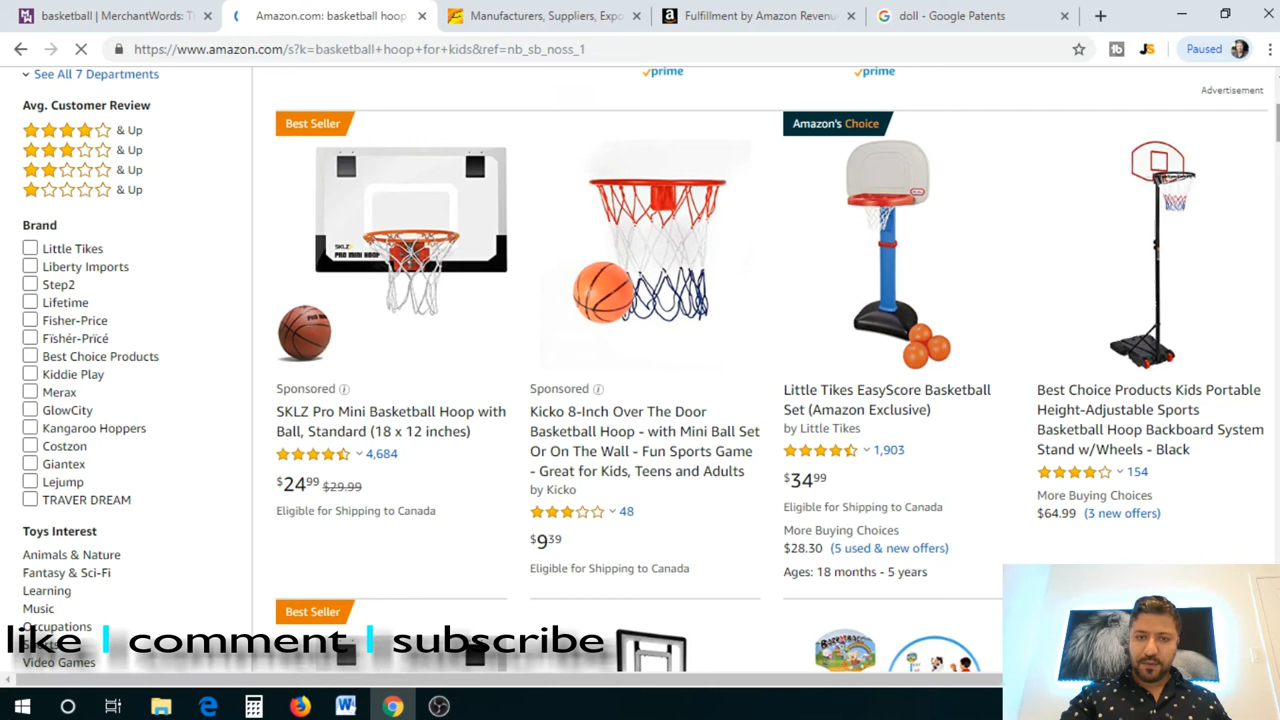 basketball | MerchantWords: Th
Amazon.com: basketball hoop
Manufacturers, Suppliers, Expo
Fulfillment by Amazon Revenu
doll - Google Patents
https://www.amazon.com/s?k=basketball+hoop+for+kids&ref=nb_sb_noss_1
Paused
See All 7 Departments
prime
prime
Advertisement
Avg. Customer Review
& Up
& Up
& Up
& Up
Brand
Little Tikes
Liberty Imports
Step2
Lifetime
Fisher-Price
Físhér-Príċé
Best Choice Products
Kiddie Play
Merax
GlowCity
Kangaroo Hoppers
Costzon
Giantex
Lejump
TRAVER DREAM
Toys Interest
Animals & Nature
Fantasy & Sci-Fi
Learning
Music
Occupations
Video Games
Best Seller
SKLZ
PRO MINI HOOP
Sponsored
SKLZ Pro Mini Basketball Hoop with
Ball, Standard (18 x 12 inches)
4,684
$24 99 $29.99
Eligible for Shipping to Canada
Sponsored
Kicko 8-Inch Over The Door
Basketball Hoop - with Mini Ball Set
Or On The Wall - Fun Sports Game
- Great for Kids, Teens and Adults
by Kicko
48
$9 39
Eligible for Shipping to Canada
Amazon's Choice
Little Tikes EasyScore Basketball
Set (Amazon Exclusive)
by Little Tikes
1,903
$34 99
Eligible for Shipping to Canada
More Buying Choices
$28.30 (5 used & new offers)
Ages: 18 months - 5 years
Best Choice Products Kids Portable
Height-Adjustable Sports
Basketball Hoop Backboard System
Stand w/Wheels - Black
154
More Buying Choices
$64.99 (3 new offers)
Best Seller
like | comment | subscribe